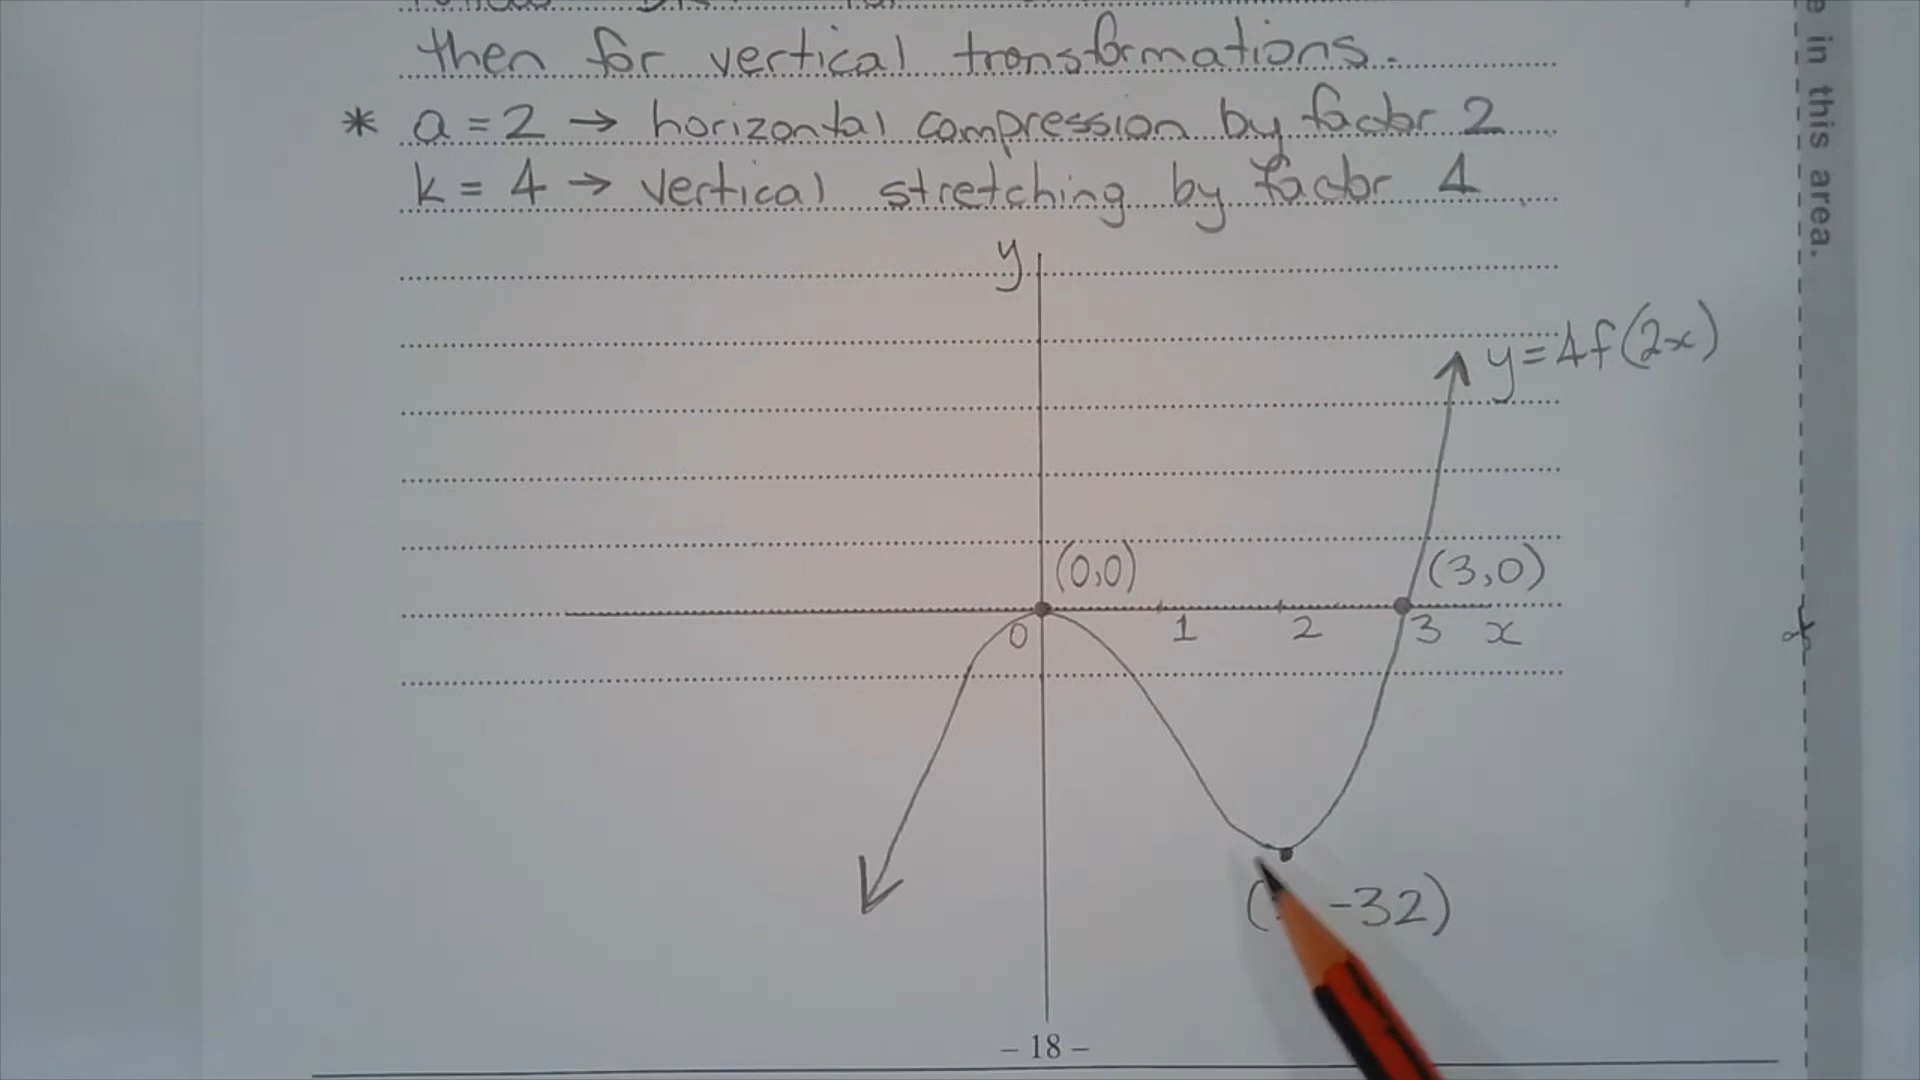 then for vertical transformations.
* a = 2 → horizontal compression by factor 2
k = 4 → vertical stretching by factor 4
y
y = 4f(2x)
(0,0)
(3,0)
0 1 2 3 x
( -32)
– 18 –
in this area.